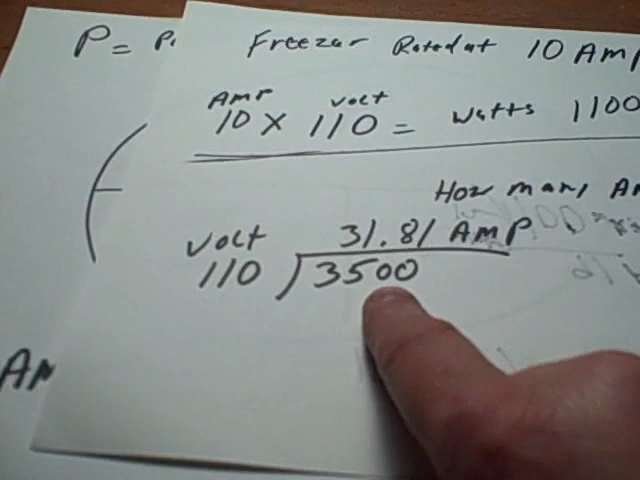 P = P
Freezer Rated at 10 Amp
Amp volt
10 X 110 = watts 1100
How many A
volt 31.81 Amp
110 ) 3500
Am